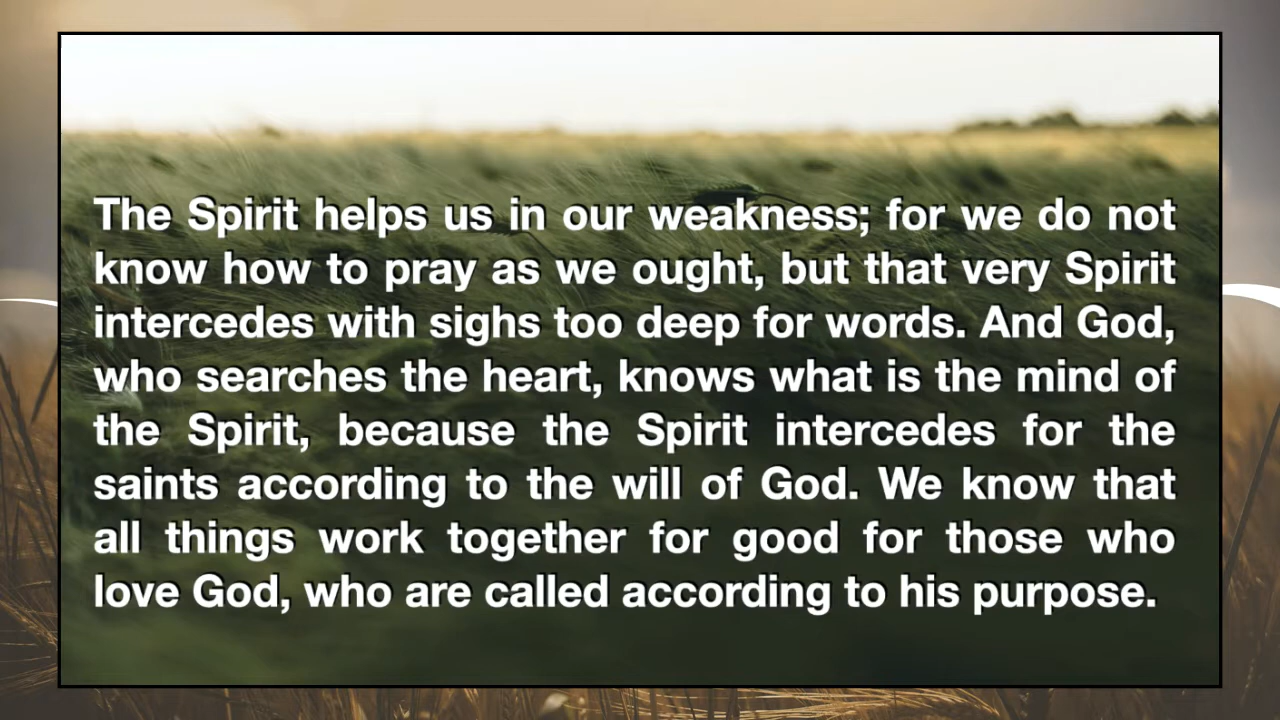 The Spirit helps us in our weakness; for we do not
know how to pray as we ought, but that very Spirit
intercedes with sighs too deep for words. And God,
who searches the heart, knows what is the mind of
the Spirit, because the Spirit intercedes for the
saints according to the will of God. We know that
all things work together for good for those who
love God, who are called according to his purpose.